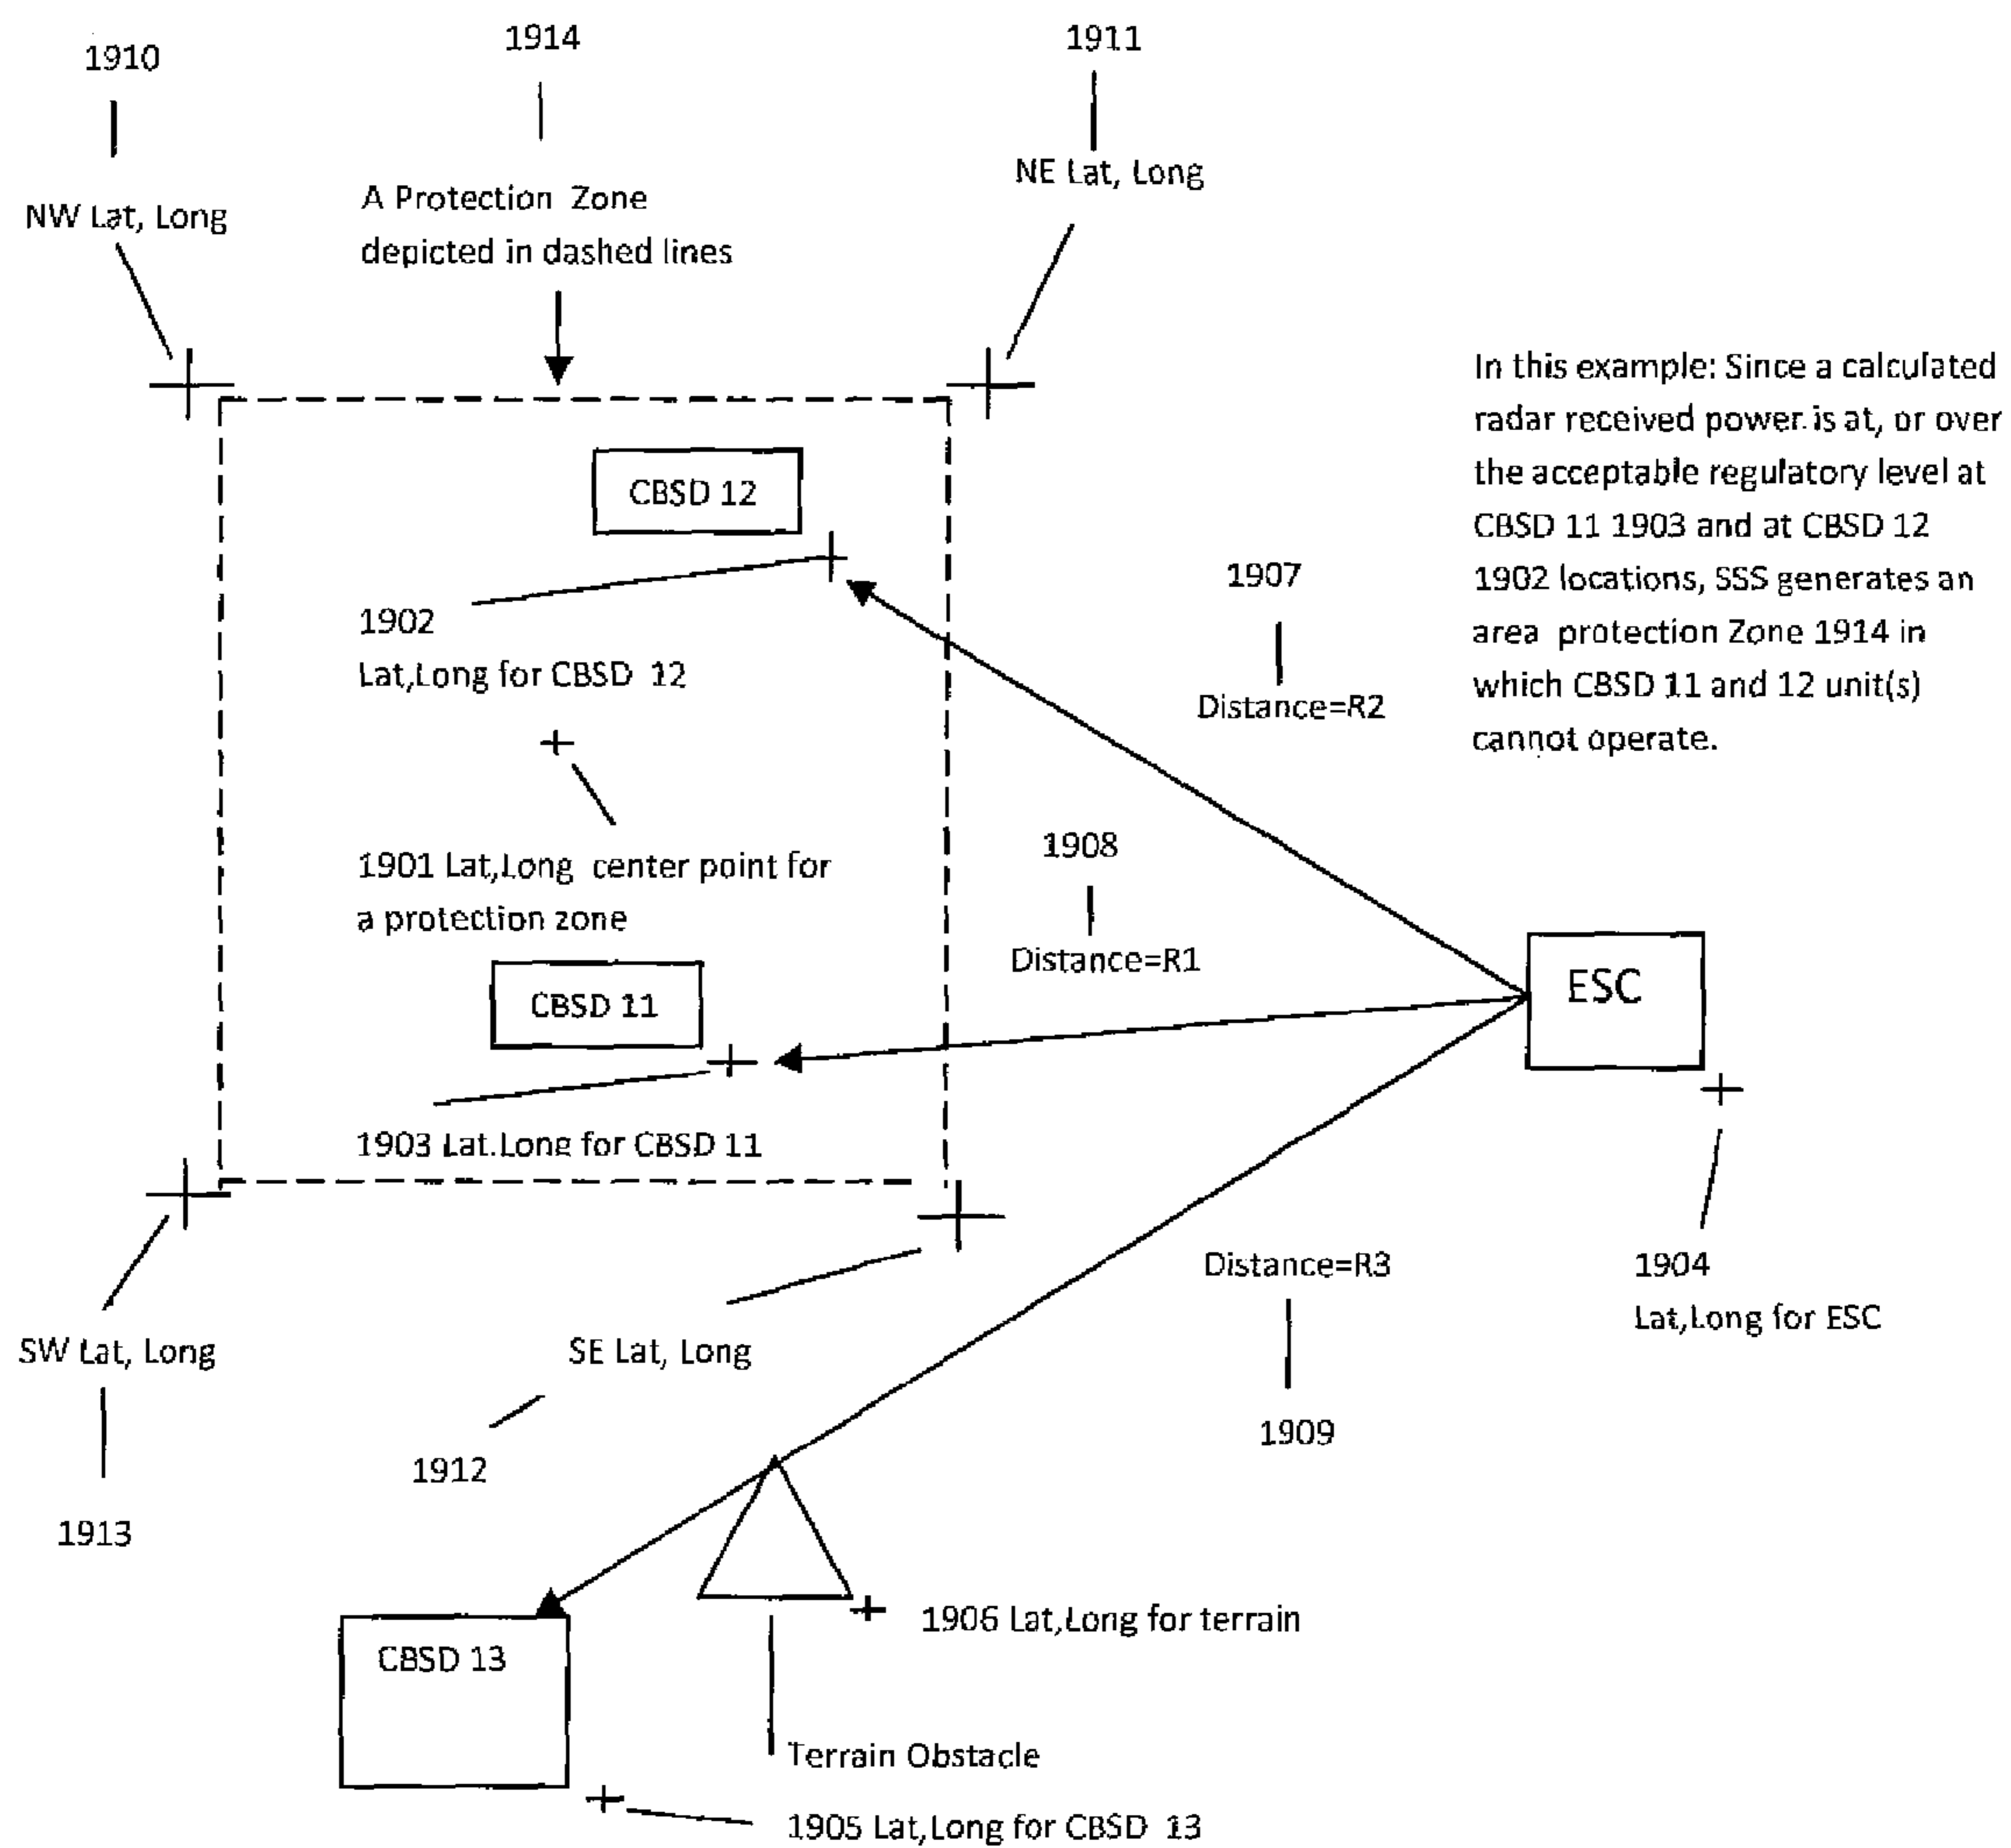 1910
1914
1911
NW Lat, Long
A Protection Zone
depicted in dashed lines
NE Lat, Long
In this example: Since a calculated
radar received power is at, or over
the acceptable regulatory level at
CBSD 11 1903 and at CBSD 12
1902 locations, SSS generates an
area protection Zone 1914 in
which CBSD 11 and 12 unit(s)
cannot operate.
CBSD 12
1902
Lat,Long for CBSD 12
1907
Distance=R2
1901 Lat,Long center point for
a protection zone
1908
Distance=R1
CBSD 11
ESC
1903 Lat.Long for CBSD 11
1904
Lat,Long for ESC
Distance=R3
1909
SW Lat, Long
1913
SE Lat, Long
1912
CBSD 13
1906 Lat,Long for terrain
Terrain Obstacle
1905 Lat,Long for CBSD 13